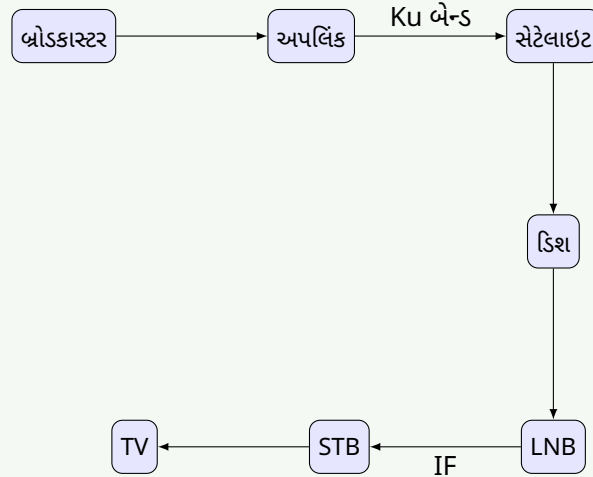 Ku બેન્ડ
બ્રોડકાસ્ટર
અપલિંક
સેટેલાઇટ
ડિશ
TV
STB
LNB
IF